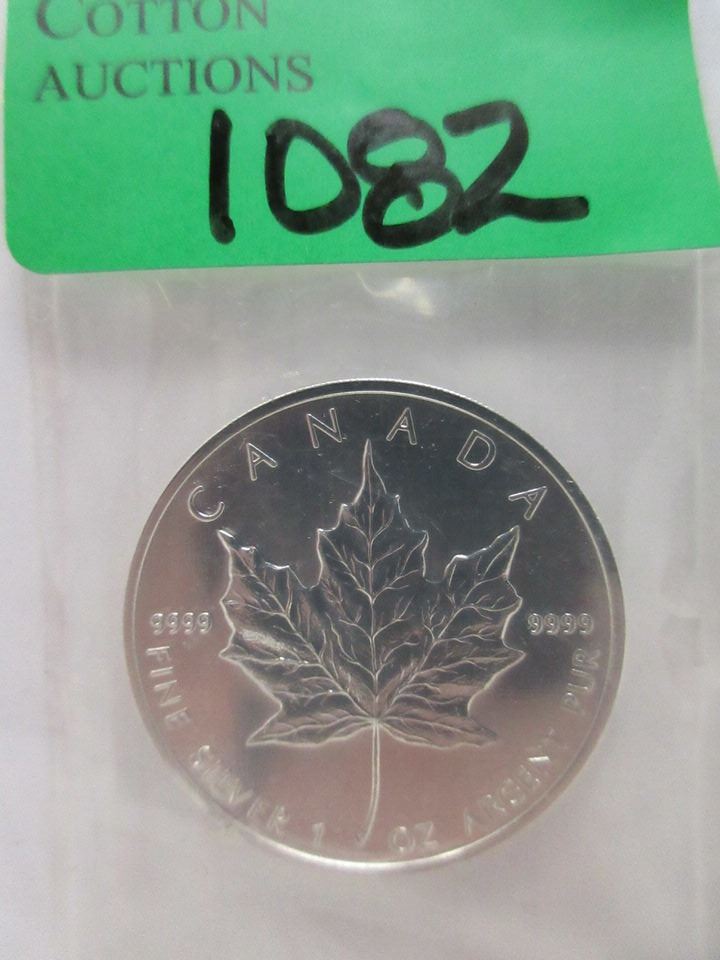 COTTON
AUCTIONS
1082
CANADA
9999
9999
FINE SILVER 1 OZ ARGENT PUR